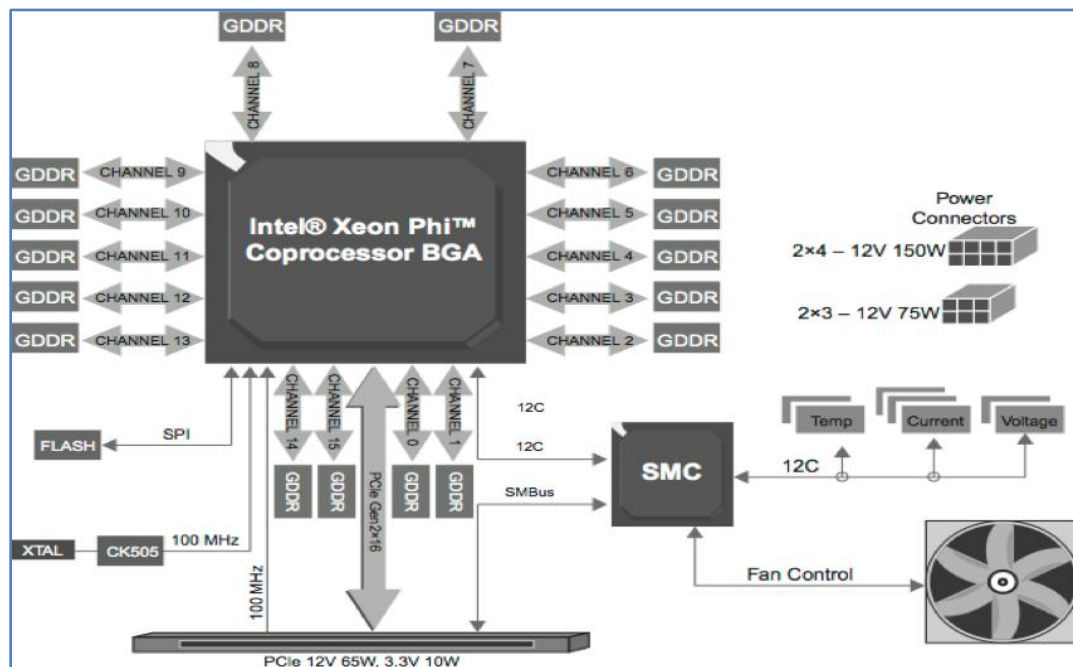 GDDR
GDDR
CHANNEL 8
CHANNEL 7
GDDR
CHANNEL 9
CHANNEL 6
GDDR
GDDR
CHANNEL 10
CHANNEL 5
GDDR
GDDR
CHANNEL 11
CHANNEL 4
GDDR
GDDR
CHANNEL 12
CHANNEL 3
GDDR
GDDR
CHANNEL 13
CHANNEL 2
GDDR
Intel® Xeon Phi™
Coprocessor BGA
Power
Connectors
2×4 – 12V 150W
2×3 – 12V 75W
CHANNEL 14
CHANNEL 15
PCIe Gen2×16
CHANNEL 0
CHANNEL 1
GDDR
GDDR
GDDR
GDDR
12C
12C
SMBus
FLASH
SPI
SMC
Temp
Current
Voltage
12C
XTAL
CK505
100 MHz
100 MHz
Fan Control
PCIe 12V 65W, 3.3V 10W